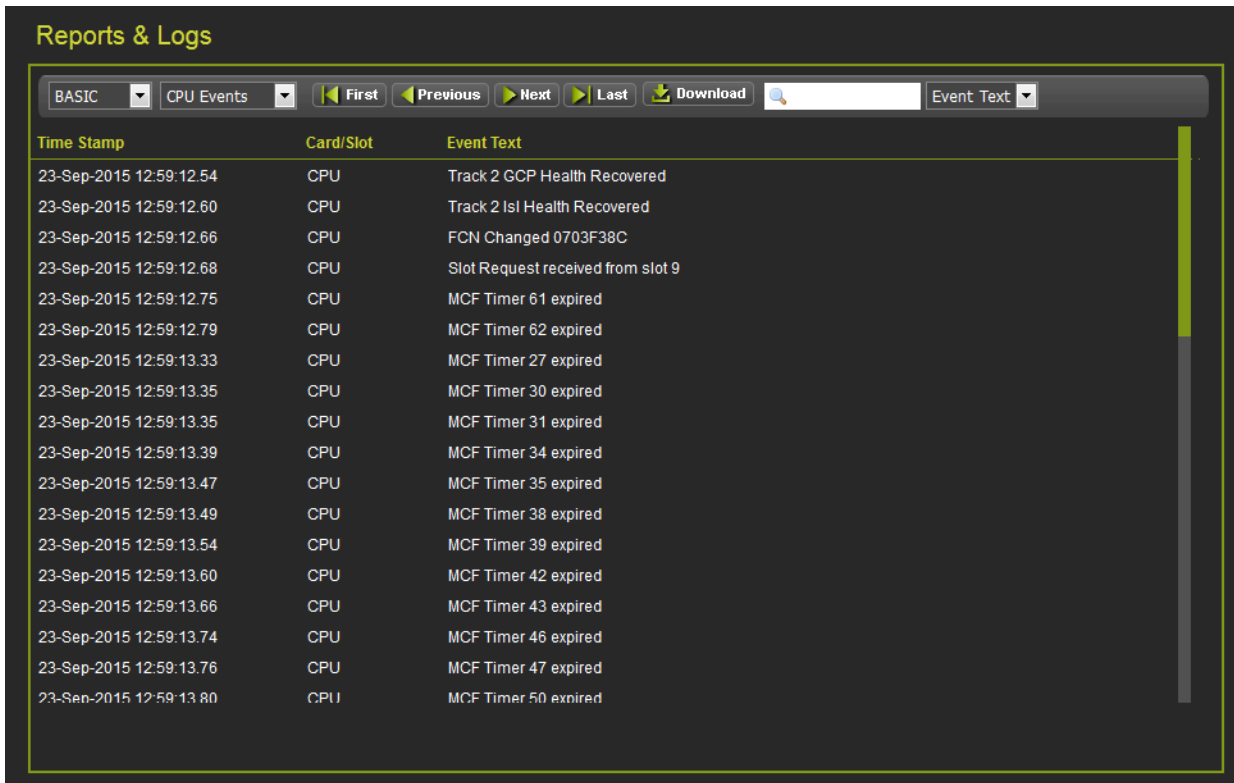 Reports & Logs
BASIC CPU Events First Previous Next Last Download Event Text
Time Stamp Card/Slot Event Text
23-Sep-2015 12:59:12.54 CPU Track 2 GCP Health Recovered
23-Sep-2015 12:59:12.60 CPU Track 2 Isl Health Recovered
23-Sep-2015 12:59:12.66 CPU FCN Changed 0703F38C
23-Sep-2015 12:59:12.68 CPU Slot Request received from slot 9
23-Sep-2015 12:59:12.75 CPU MCF Timer 61 expired
23-Sep-2015 12:59:12.79 CPU MCF Timer 62 expired
23-Sep-2015 12:59:13.33 CPU MCF Timer 27 expired
23-Sep-2015 12:59:13.35 CPU MCF Timer 30 expired
23-Sep-2015 12:59:13.35 CPU MCF Timer 31 expired
23-Sep-2015 12:59:13.39 CPU MCF Timer 34 expired
23-Sep-2015 12:59:13.47 CPU MCF Timer 35 expired
23-Sep-2015 12:59:13.49 CPU MCF Timer 38 expired
23-Sep-2015 12:59:13.54 CPU MCF Timer 39 expired
23-Sep-2015 12:59:13.60 CPU MCF Timer 42 expired
23-Sep-2015 12:59:13.66 CPU MCF Timer 43 expired
23-Sep-2015 12:59:13.74 CPU MCF Timer 46 expired
23-Sep-2015 12:59:13.76 CPU MCF Timer 47 expired
23-Sep-2015 12:59:13.80 CPU MCF Timer 50 expired